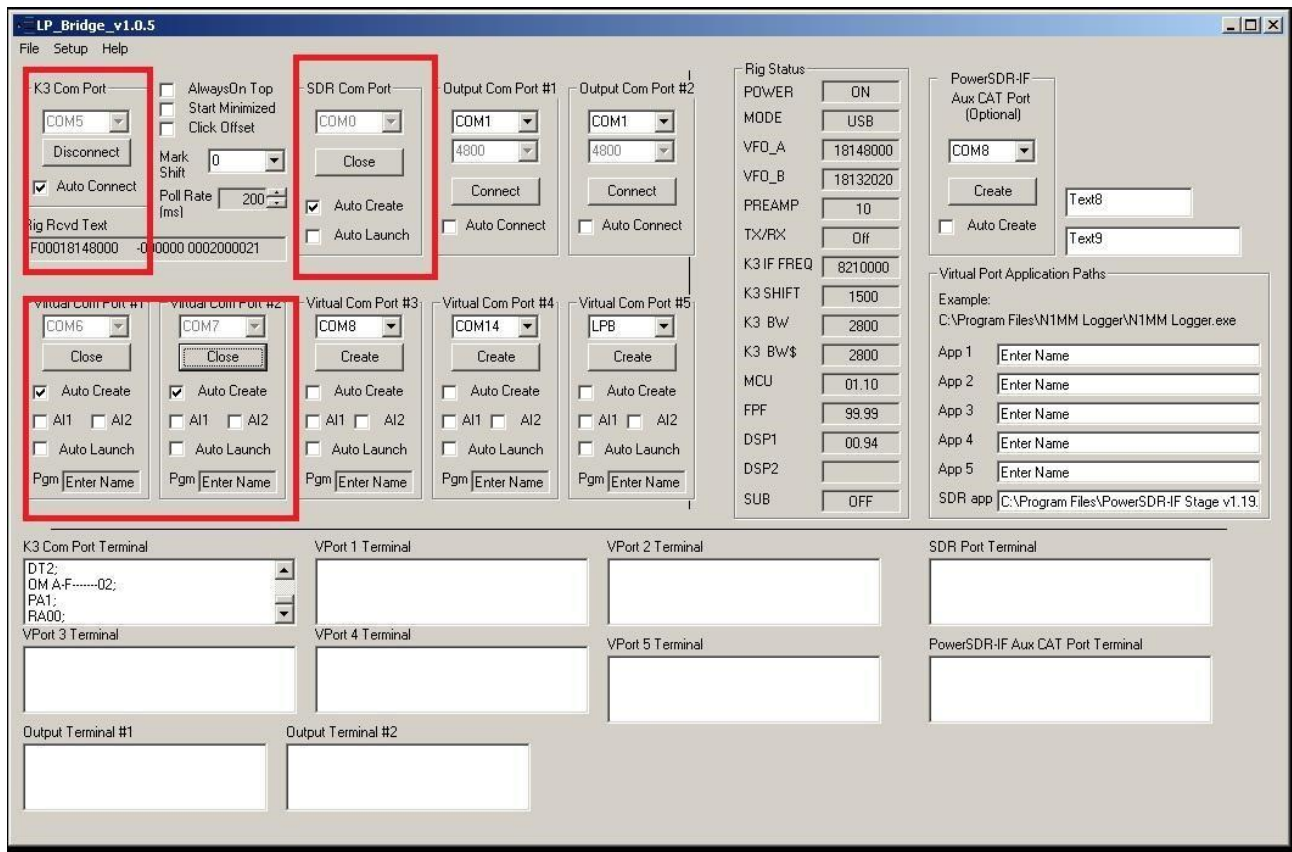 LP_Bridge_v1.0.5
File Setup Help
K3 Com Port
COM5
Disconnect
Auto Connect
AlwaysOn Top
Start Minimized
Click Offset
Mark Shift
0
Poll Rate (ms)
200
Rig Rcvd Text
F00018148000 -000000 0002000021
SDR Com Port
COM0
Close
Auto Create
Auto Launch
Output Com Port #1
COM1
4800
Connect
Auto Connect
Output Com Port #2
COM1
4800
Connect
Auto Connect
Virtual Com Port #1
COM6
Close
Auto Create
AI1 AI2
Auto Launch
Pgm Enter Name
Virtual Com Port #2
COM7
Close
Auto Create
AI1 AI2
Auto Launch
Pgm Enter Name
Virtual Com Port #3
COM8
Create
Auto Create
AI1 AI2
Auto Launch
Pgm Enter Name
Virtual Com Port #4
COM14
Create
Auto Create
AI1 AI2
Auto Launch
Pgm Enter Name
Virtual Com Port #5
LPB
Create
Auto Create
AI1 AI2
Auto Launch
Pgm Enter Name
Rig Status
POWER ON
MODE USB
VFO_A 18148000
VFO_B 18132020
PREAMP 10
TX/RX Off
K3 IF FREQ 8210000
K3 SHIFT 1500
K3 BW 2800
K3 BW$ 2800
MCU 01.10
FPF 99.99
DSP1 00.94
DSP2
SUB OFF
PowerSDR-IF
Aux CAT Port
(Optional)
COM8
Create
Auto Create
Text8
Text9
Virtual Port Application Paths
Example:
C:\Program Files\N1MM Logger\N1MM Logger.exe
App 1 Enter Name
App 2 Enter Name
App 3 Enter Name
App 4 Enter Name
App 5 Enter Name
SDR app C:\Program Files\PowerSDR-IF Stage v1.19.
K3 Com Port Terminal
DT2;
OM A-F-------02;
PA1;
RA00;
VPort 1 Terminal
VPort 2 Terminal
SDR Port Terminal
VPort 3 Terminal
VPort 4 Terminal
VPort 5 Terminal
PowerSDR-IF Aux CAT Port Terminal
Output Terminal #1
Output Terminal #2